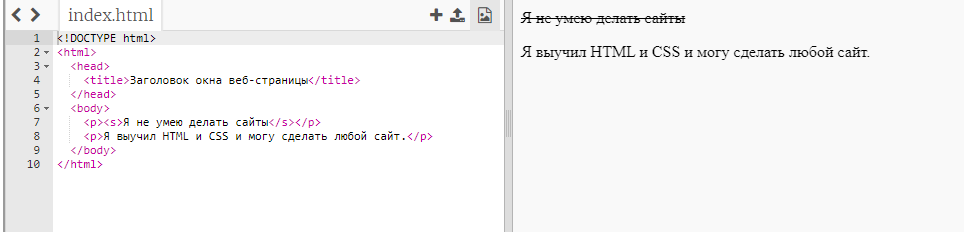 index.html
1 <!DOCTYPE html>
2 <html>
3 <head>
4 <title>Заголовок окна веб-страницы</title>
5 </head>
6 <body>
7 <p><s>Я не умею делать сайты</s></p>
8 <p>Я выучил HTML и CSS и могу сделать любой сайт.</p>
9 </body>
10 </html>
Я не умею делать сайты
Я выучил HTML и CSS и могу сделать любой сайт.